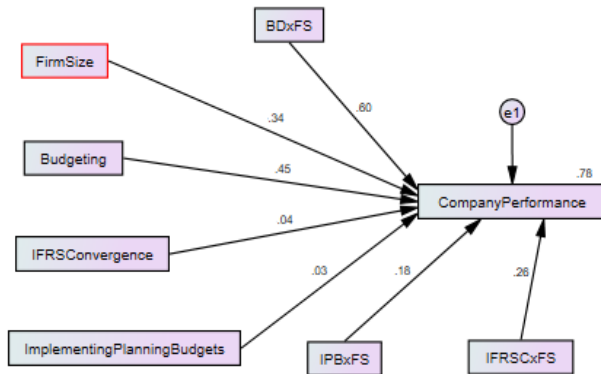 BDxFS
FirmSize
.60
.34
e1
Budgeting
.45
.78
CompanyPerformance
.04
IFRSConvergence
.03
.18
.26
ImplementingPlanningBudgets
IPBxFS
IFRSCxFS